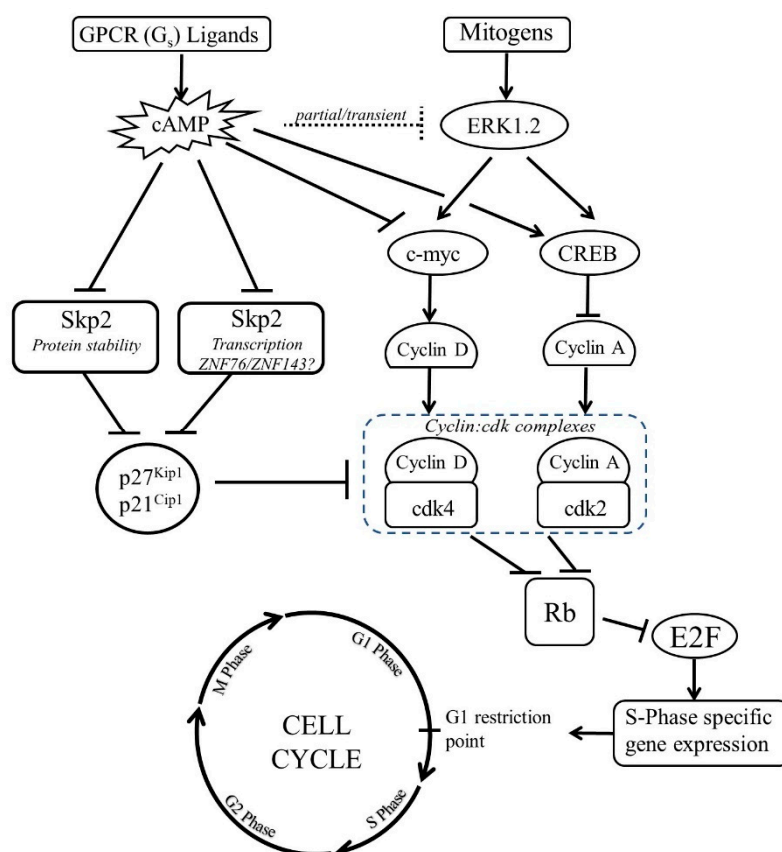 GPCR (Gs) Ligands
Mitogens
cAMP
partial/transient
ERK1.2
c-myc
CREB
Skp2
Protein stability
Skp2
Transcription
ZNF76/ZNF143?
Cyclin D
Cyclin A
Cyclin:cdk complexes
Cyclin D
cdk4
Cyclin A
cdk2
p27Kip1
p21Cip1
Rb
E2F
S-Phase specific
gene expression
G1 restriction
point
CELL
CYCLE
G1 Phase
S Phase
G2 Phase
M Phase